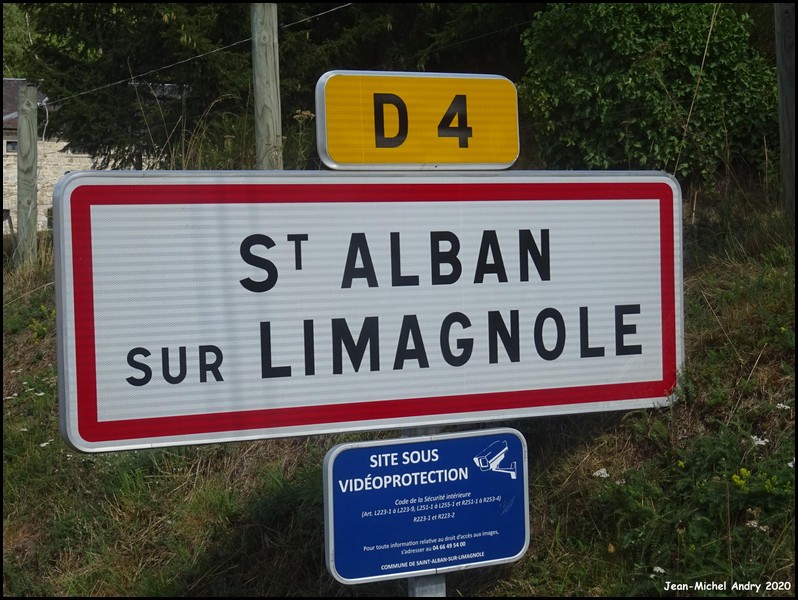 D 4
ST ALBAN
SUR LIMAGNOLE
SITE SOUS
VIDÉOPROTECTION
Code de la Sécurité intérieure
(Art. L223-1 à L223-9, L251-1 à L255-1 et R251-1 à R253-4)
R223-1 et R223-2
Pour toute information relative au droit d'accès aux images,
s'adresser au 04 66 49 54 00
COMMUNE DE SAINT-ALBAN-SUR-LIMAGNOLE
Jean-Michel Andry 2020